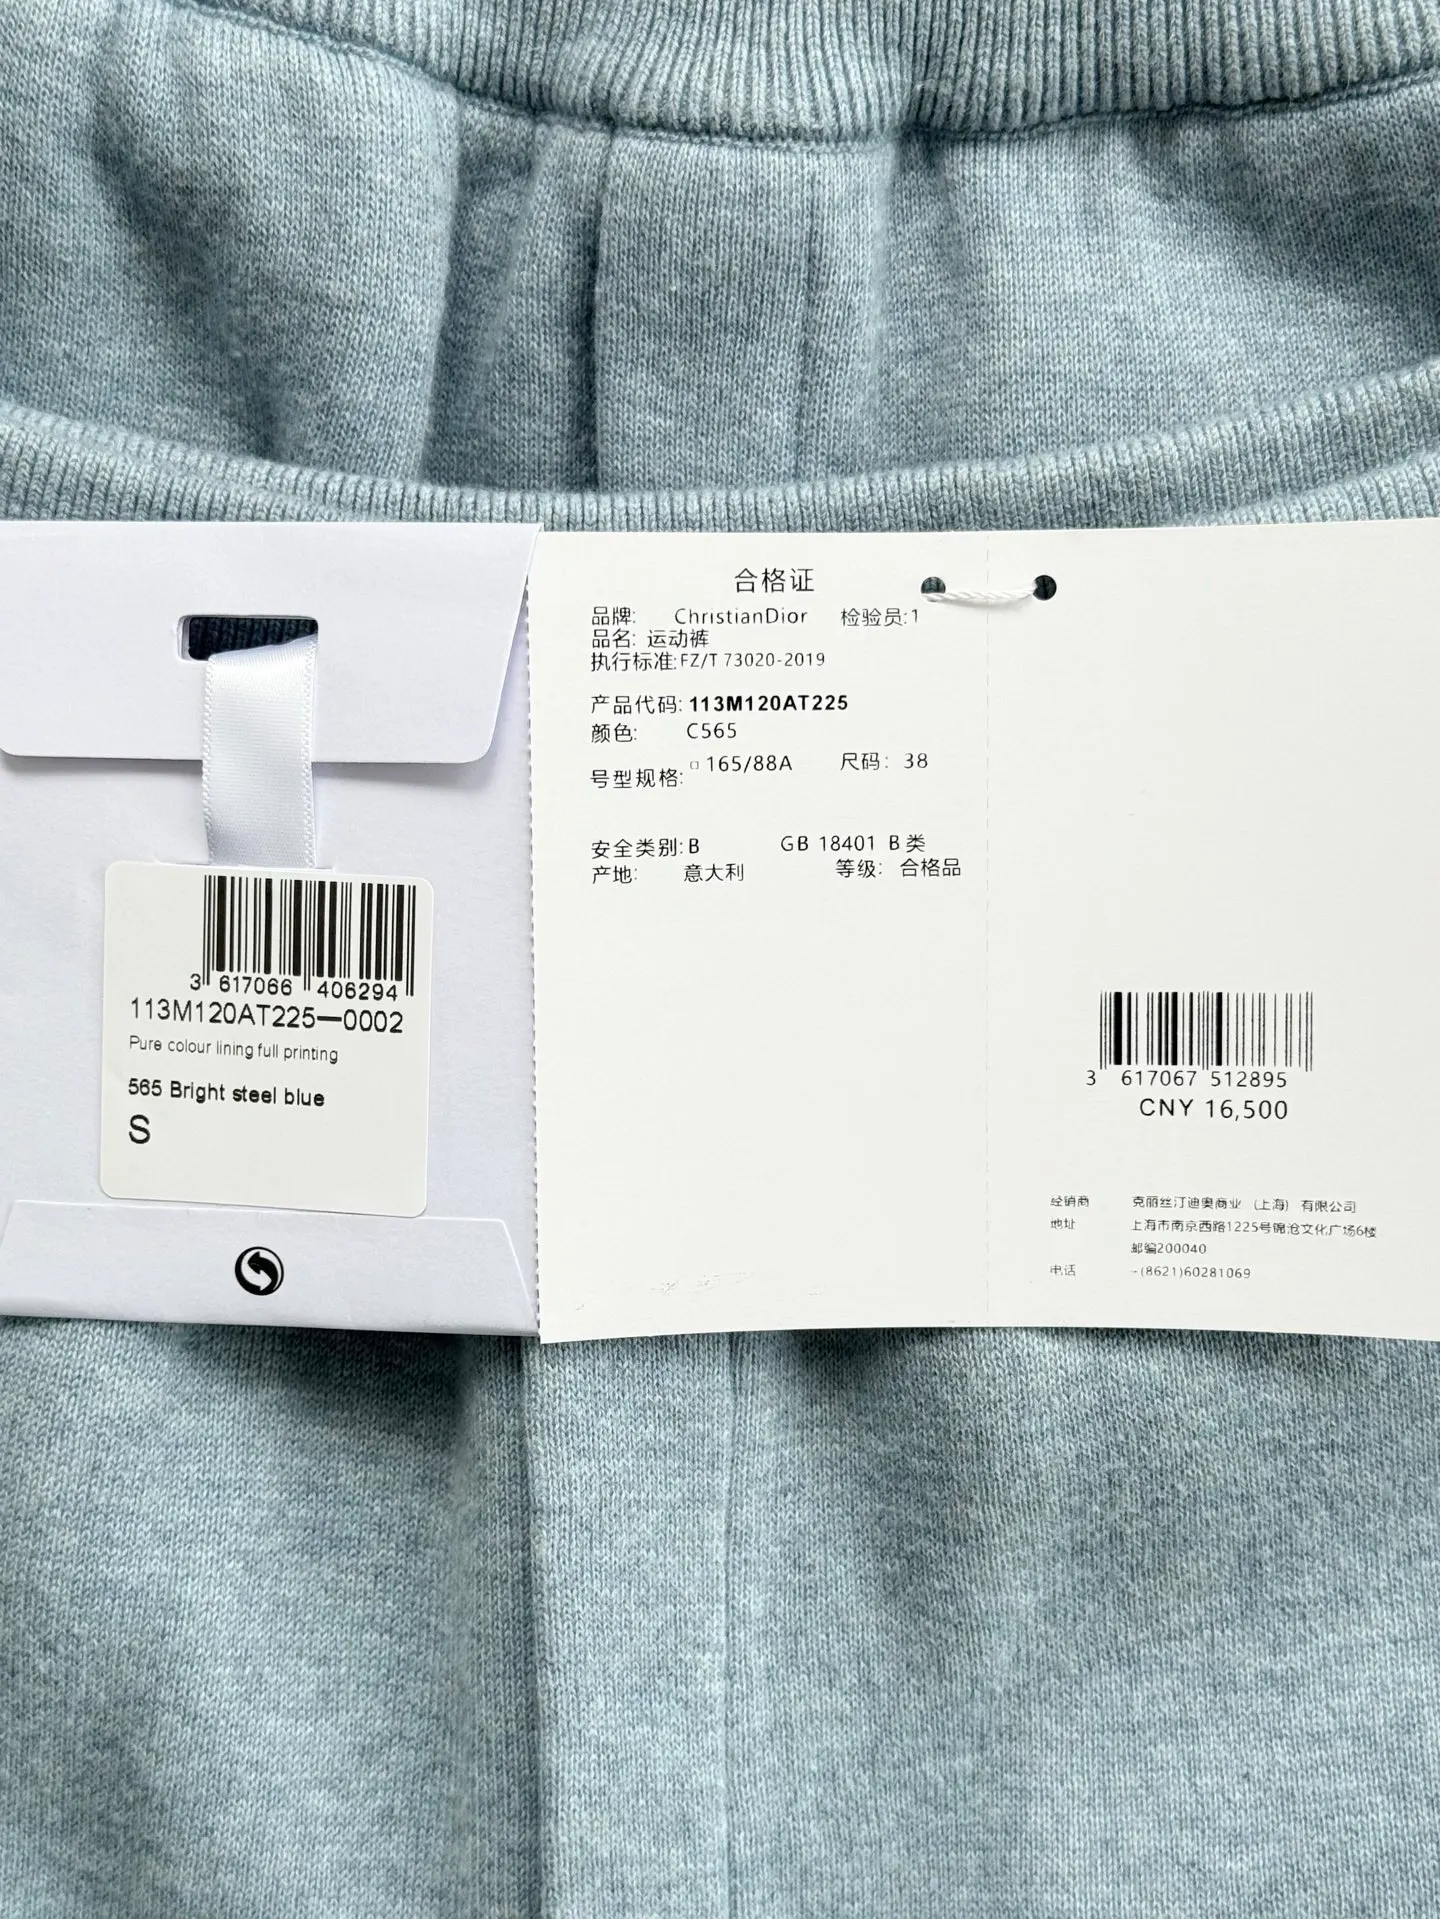 3 617066 406294
113M120AT225—0002
Pure colour lining full printing
565 Bright steel blue
S
合格证
品牌: ChristianDior 检验员:1
品名: 运动裤
执行标准:FZ/T 73020-2019
产品代码: 113M120AT225
颜色: C565
号型规格: □ 165/88A 尺码: 38
安全类别: B GB 18401 B 类
产地: 意大利 等级: 合格品
3 617067 512895
CNY 16,500
经销商 克丽丝汀迪奥商业 (上海) 有限公司
地址 上海市南京西路1225号锦沧文化广场6楼
邮编200040
电话 -(8621)60281069